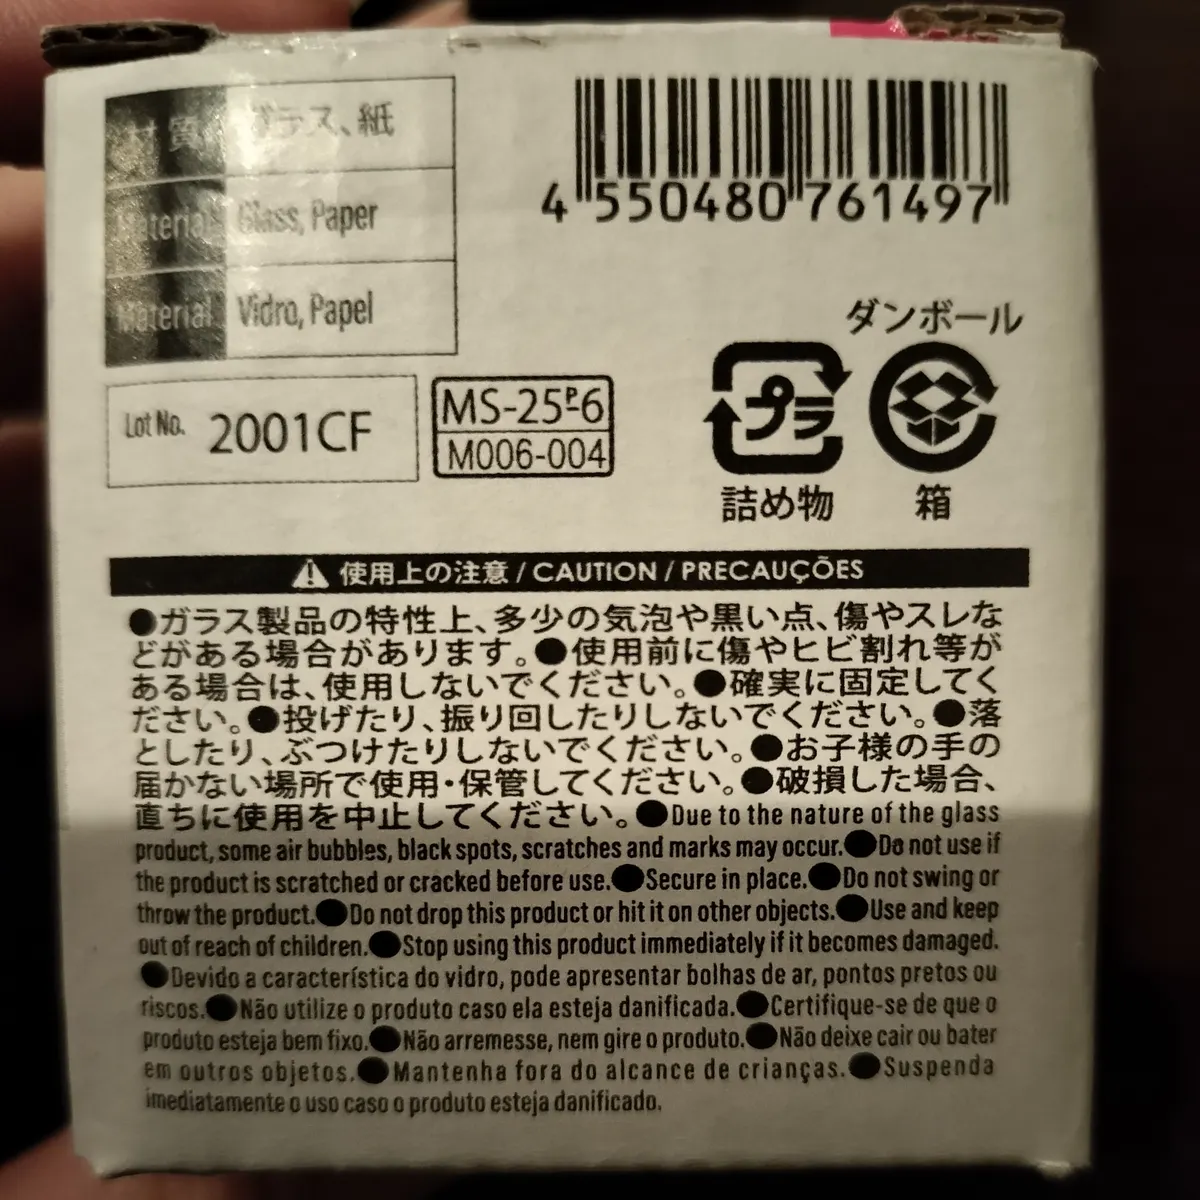 材質 ガラス、紙
Material Glass, Paper
Material Vidro, Papel
4 550480 761497
Lot No. 2001CF
MS-25P-6
M006-004
ダンボール
プラ
詰め物
箱
使用上の注意 / CAUTION / PRECAUÇÕES
●ガラス製品の特性上、多少の気泡や黒い点、傷やスレな
どがある場合があります。●使用前に傷やヒビ割れ等が
ある場合は、使用しないでください。●確実に固定してく
ださい。●投げたり、振り回したりしないでください。●落
としたり、ぶつけたりしないでください。●お子様の手の
届かない場所で使用・保管してください。●破損した場合、
直ちに使用を中止してください。●Due to the nature of the glass
product, some air bubbles, black spots, scratches and marks may occur.●Do not use if
the product is scratched or cracked before use.●Secure in place.●Do not swing or
throw the product.●Do not drop this product or hit it on other objects.●Use and keep
out of reach of children.●Stop using this product immediately if it becomes damaged.
●Devido a característica do vidro, pode apresentar bolhas de ar, pontos pretos ou
riscos.●Não utilize o produto caso ela esteja danificada.●Certifique-se de que o
produto esteja bem fixo.●Não arremesse, nem gire o produto.●Não deixe cair ou bater
em outros objetos.●Mantenha fora do alcance de crianças.●Suspenda
imediatamente o uso caso o produto esteja danificado.